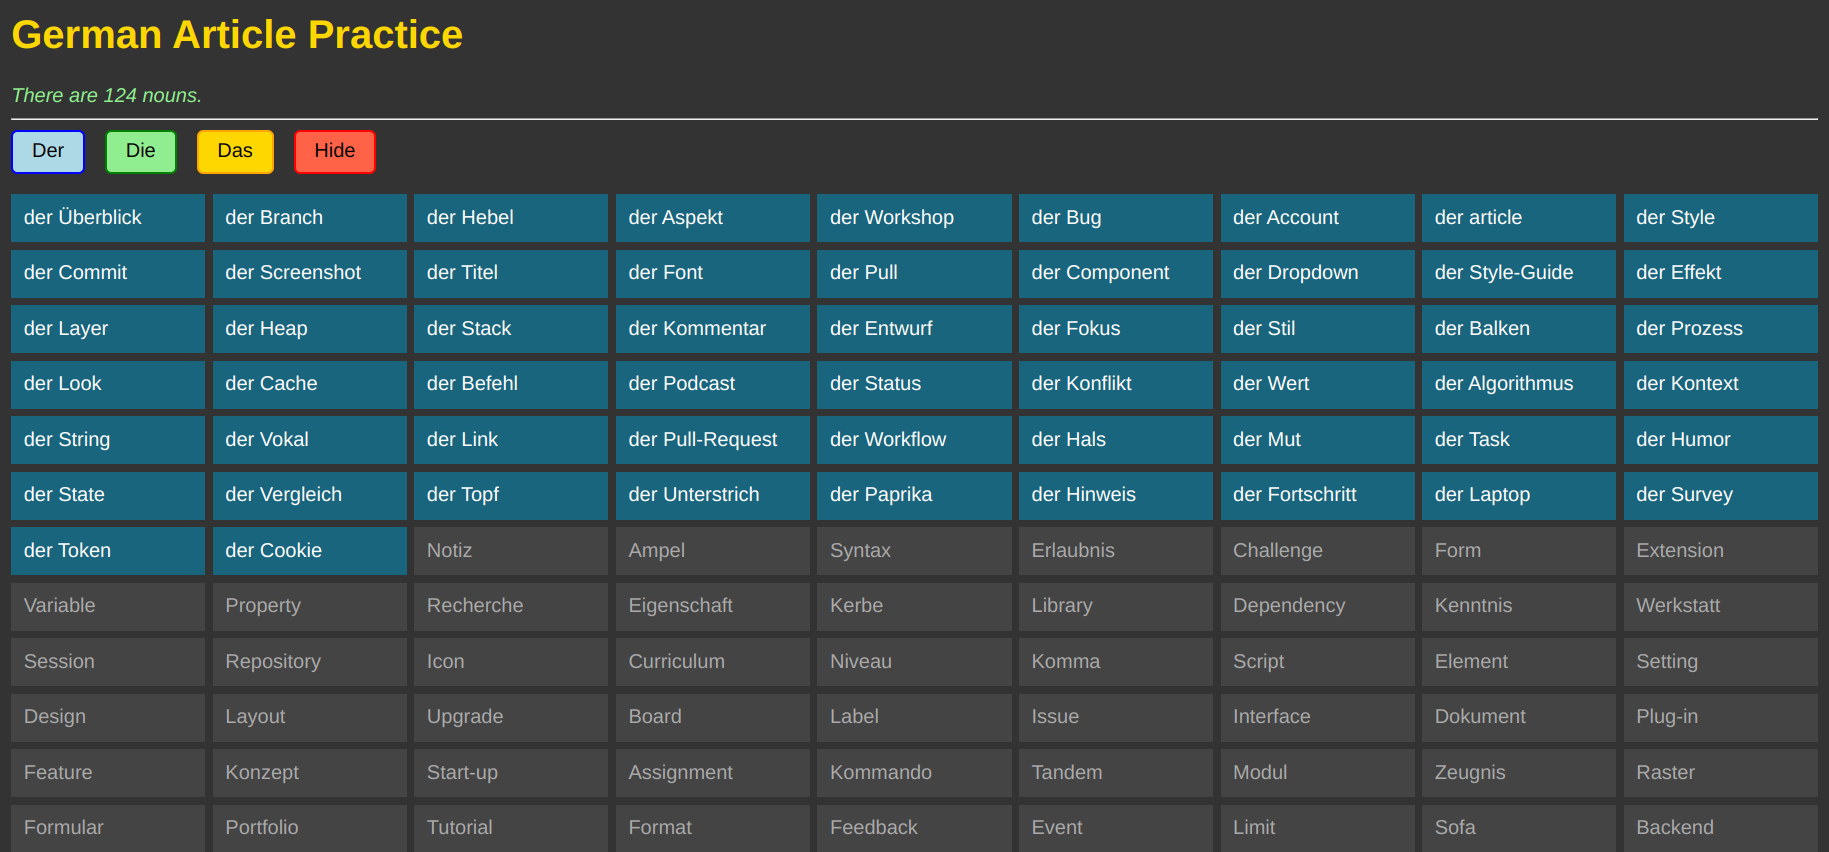 German Article Practice
There are 124 nouns.
Der Die Das Hide
der Überblick der Branch der Hebel der Aspekt der Workshop der Bug der Account der article der Style
der Commit der Screenshot der Titel der Font der Pull der Component der Dropdown der Style-Guide der Effekt
der Layer der Heap der Stack der Kommentar der Entwurf der Fokus der Stil der Balken der Prozess
der Look der Cache der Befehl der Podcast der Status der Konflikt der Wert der Algorithmus der Kontext
der String der Vokal der Link der Pull-Request der Workflow der Hals der Mut der Task der Humor
der State der Vergleich der Topf der Unterstrich der Paprika der Hinweis der Fortschritt der Laptop der Survey
der Token der Cookie Notiz Ampel Syntax Erlaubnis Challenge Form Extension
Variable Property Recherche Eigenschaft Kerbe Library Dependency Kenntnis Werkstatt
Session Repository Icon Curriculum Niveau Komma Script Element Setting
Design Layout Upgrade Board Label Issue Interface Dokument Plug-in
Feature Konzept Start-up Assignment Kommando Tandem Modul Zeugnis Raster
Formular Portfolio Tutorial Format Feedback Event Limit Sofa Backend